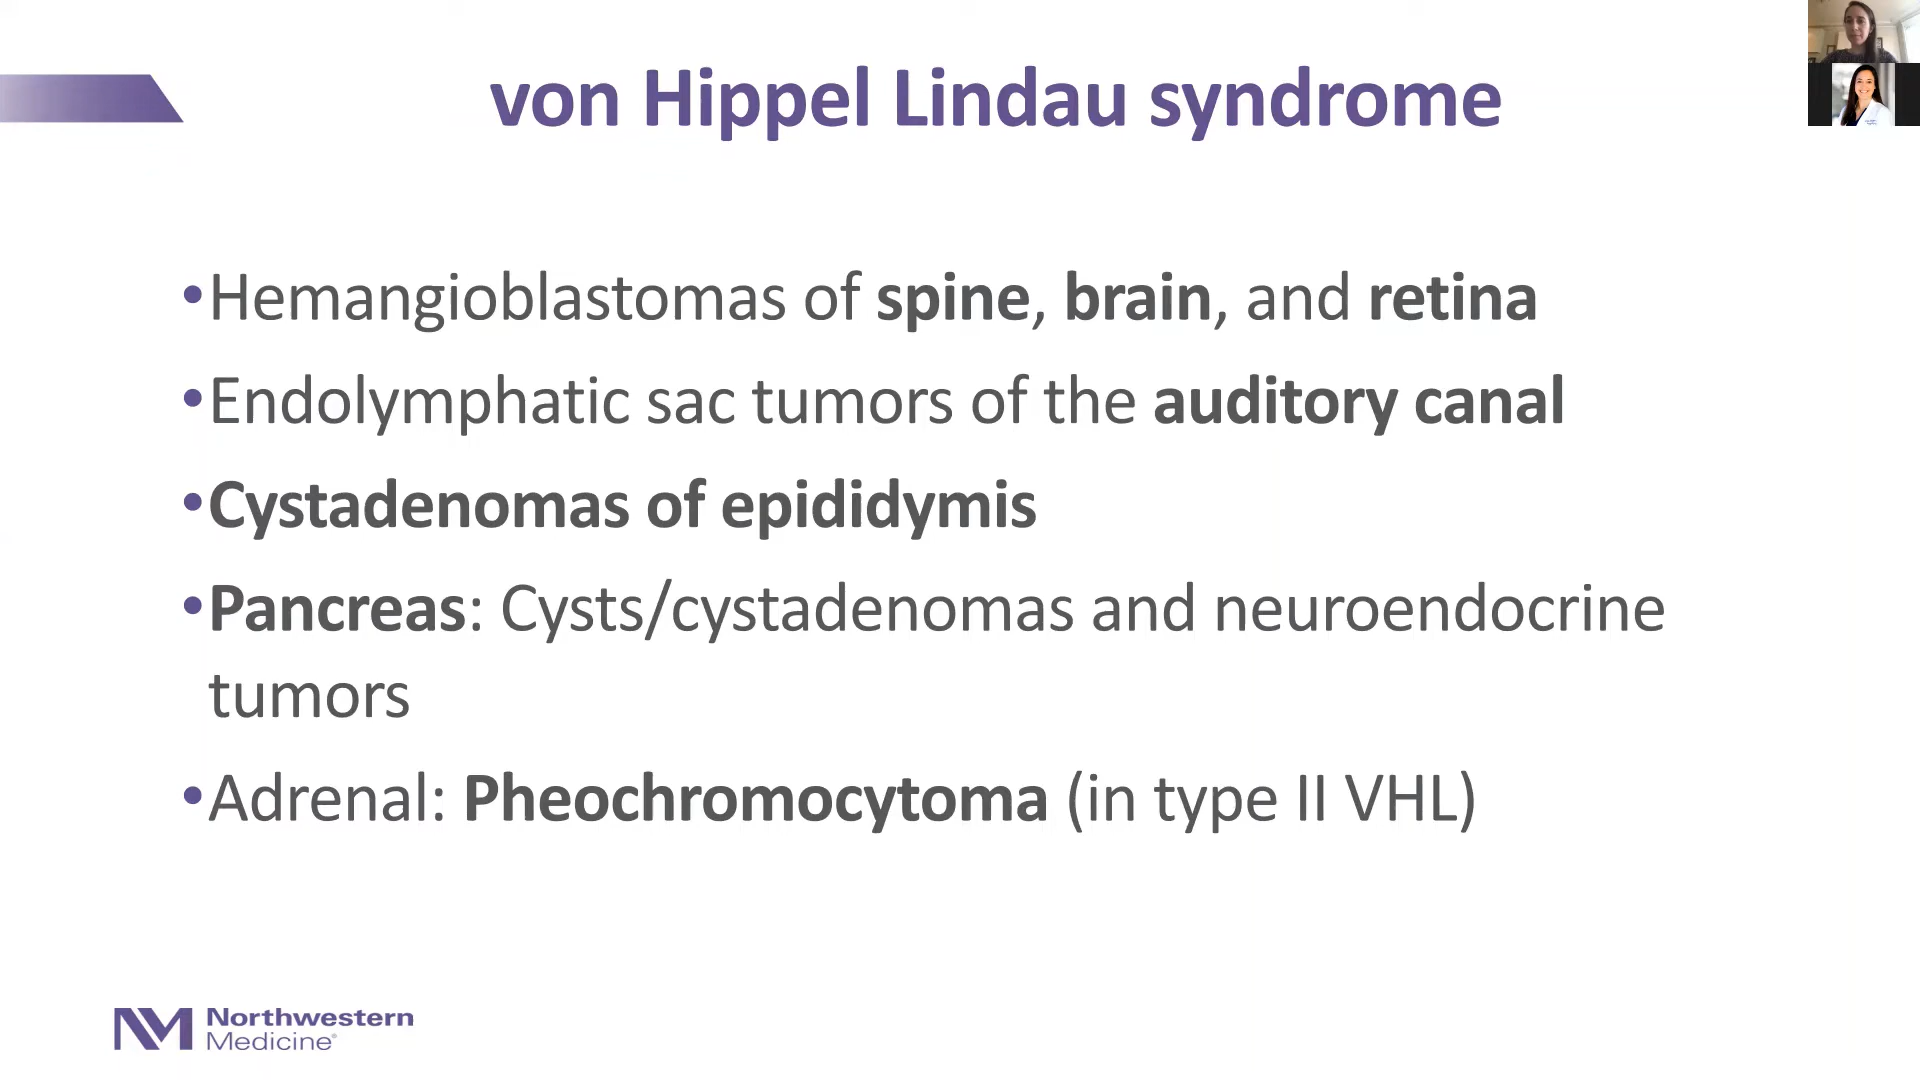 von Hippel Lindau syndrome
•Hemangioblastomas of spine, brain, and retina
•Endolymphatic sac tumors of the auditory canal
•Cystadenomas of epididymis
•Pancreas: Cysts/cystadenomas and neuroendocrine
tumors
•Adrenal: Pheochromocytoma (in type II VHL)
NM Northwestern
Medicine®